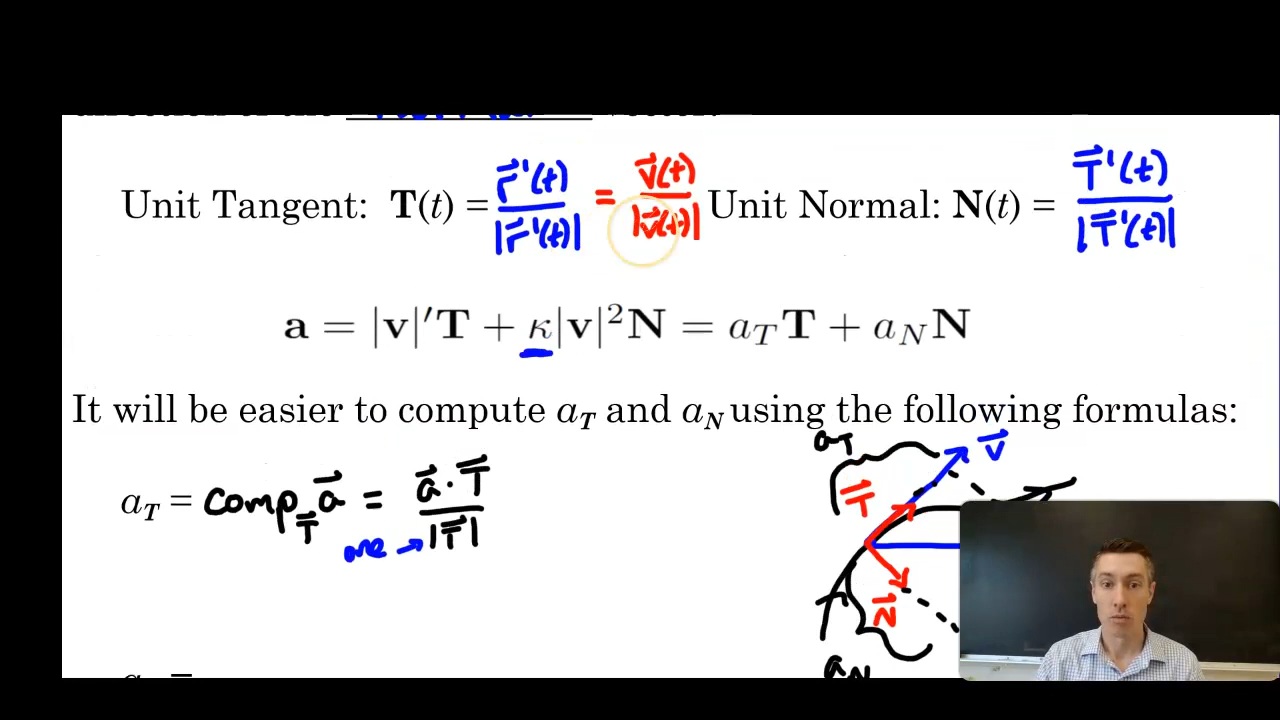 Unit Tangent: T(t) = r⃗'(t) / |r⃗'(t)| = v⃗(t) / |v⃗(t)| Unit Normal: N(t) = T⃗'(t) / |T⃗'(t)|
a = |v|′T + κ|v|²N = a_T T + a_N N
It will be easier to compute a_T and a_N using the following formulas:
a_T v⃗
a_T = comp_T⃗ a⃗ = a⃗ · T⃗ / |T⃗| T⃗
one →
N⃗
a_N